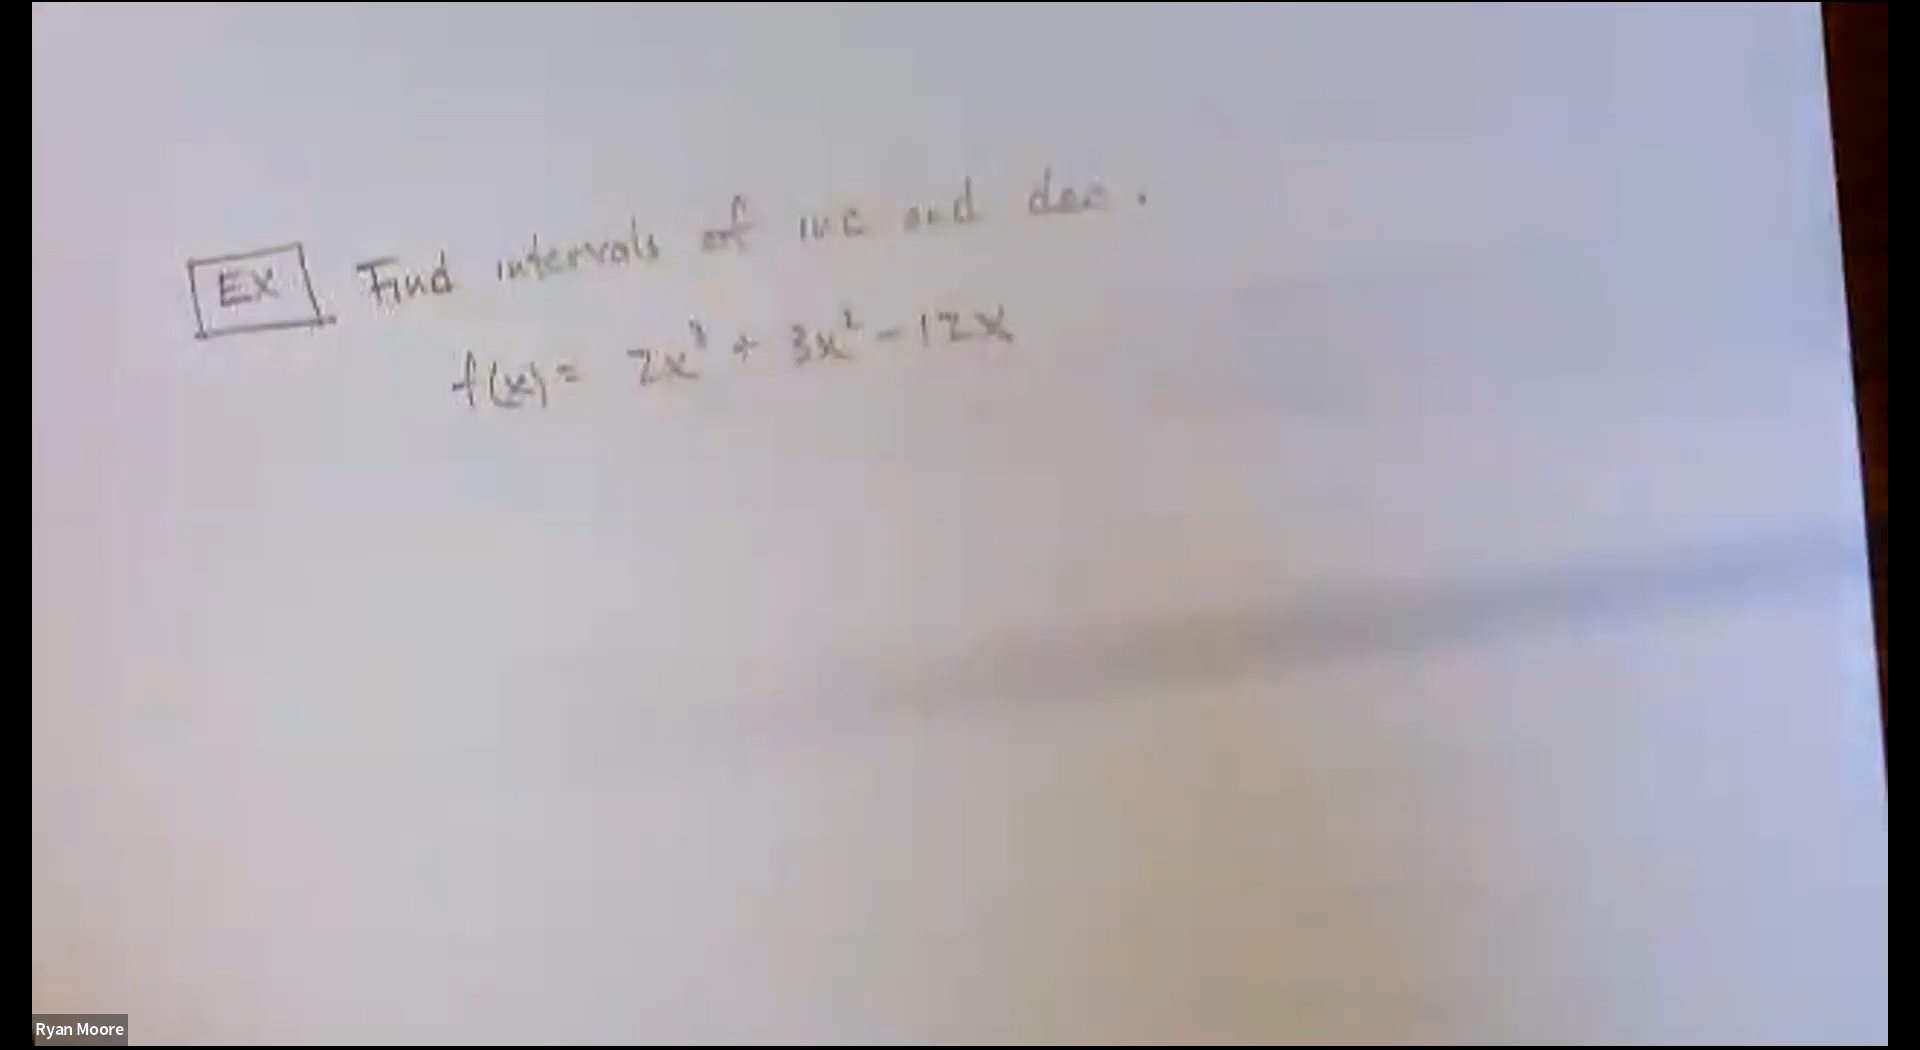 EX Find intervals of inc and dec.
f(x) = 2x³ + 3x² - 12x
Ryan Moore